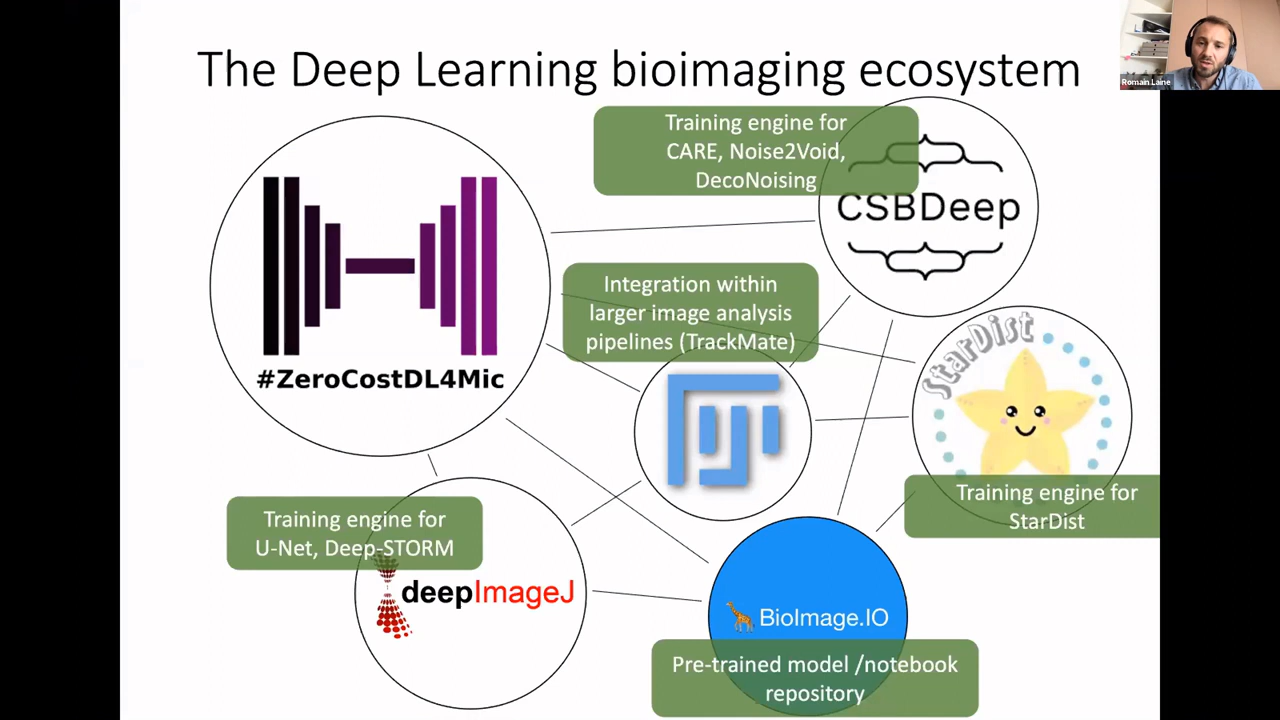 The Deep Learning bioimaging ecosystem
Romain Laine
Training engine for
CARE, Noise2Void,
DecoNoising
CSBDeep
#ZeroCostDL4Mic
Integration within
larger image analysis
pipelines (TrackMate)
StarDist
Training engine for
StarDist
Training engine for
U-Net, Deep-STORM
deepImageJ
BioImage.IO
Pre-trained model /notebook
repository